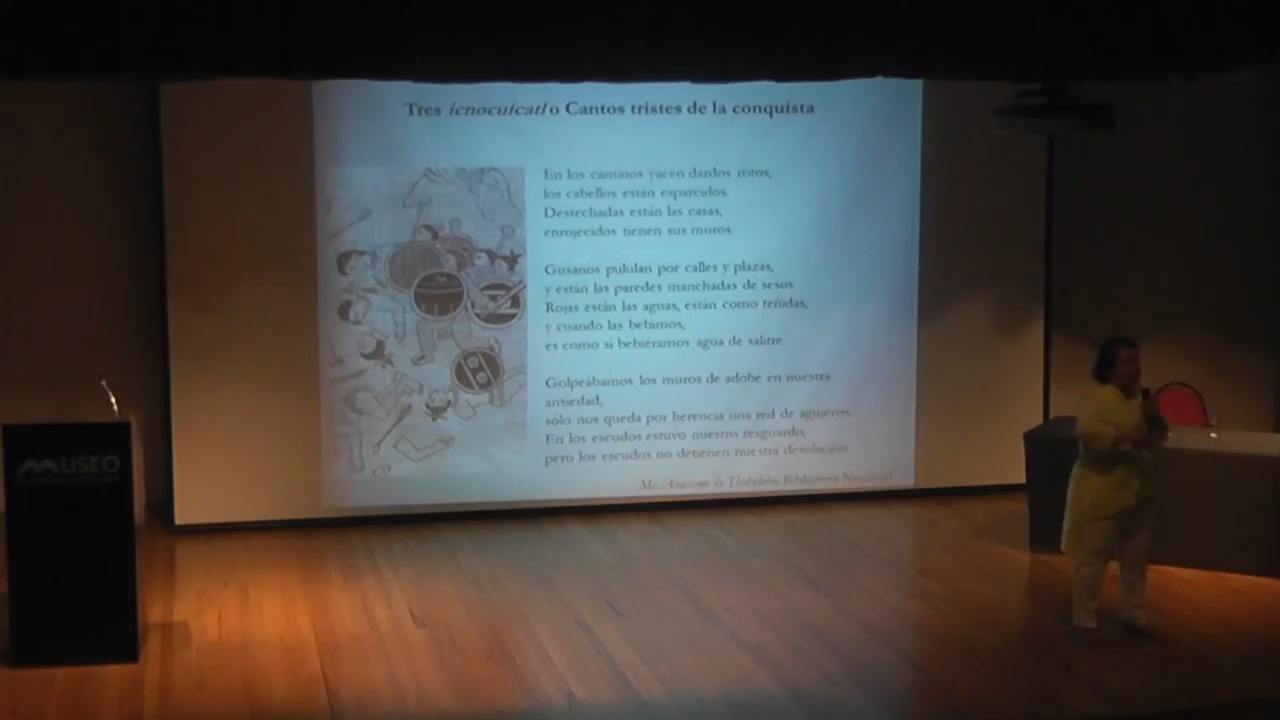 Tres icnocuícatl o Cantos tristes de la conquista
En los caminos yacen dardos rotos,
los cabellos están esparcidos.
Destechadas están las casas,
enrojecidos tienen sus muros.
Gusanos pululan por calles y plazas,
y están las paredes manchadas de sesos.
Rojas están las aguas, están como teñidas,
y cuando las bebimos,
es como si bebiéramos agua de salitre.
Golpeábamos los muros de adobe en nuestra
ansiedad,
sólo nos queda por herencia una red de agujeros.
En los escudos estuvo nuestro resguardo,
pero los escudos no detienen nuestra desolación.
Ms. Anónimo de Tlatelolco, Biblioteca Nacional
MUSEO